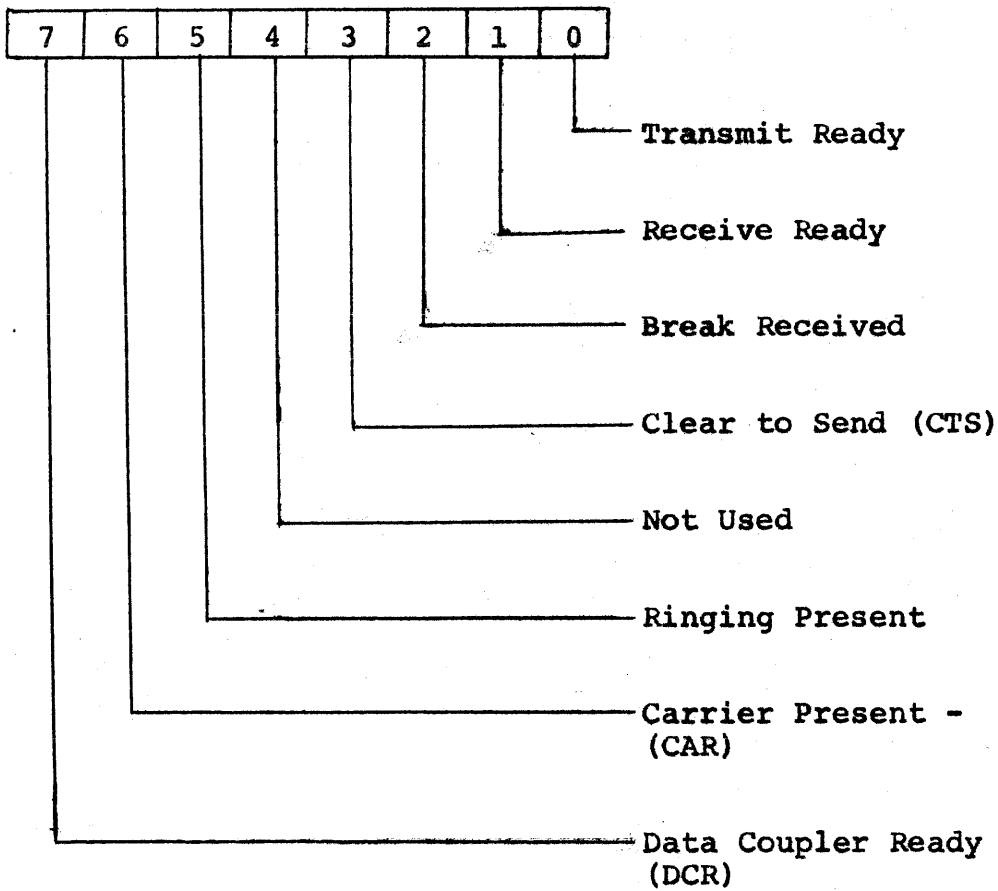 7 6 5 4 3 2 1 0
Transmit Ready
Receive Ready
Break Received
Clear to Send (CTS)
Not Used
Ringing Present
Carrier Present -
(CAR)
Data Coupler Ready
(DCR)